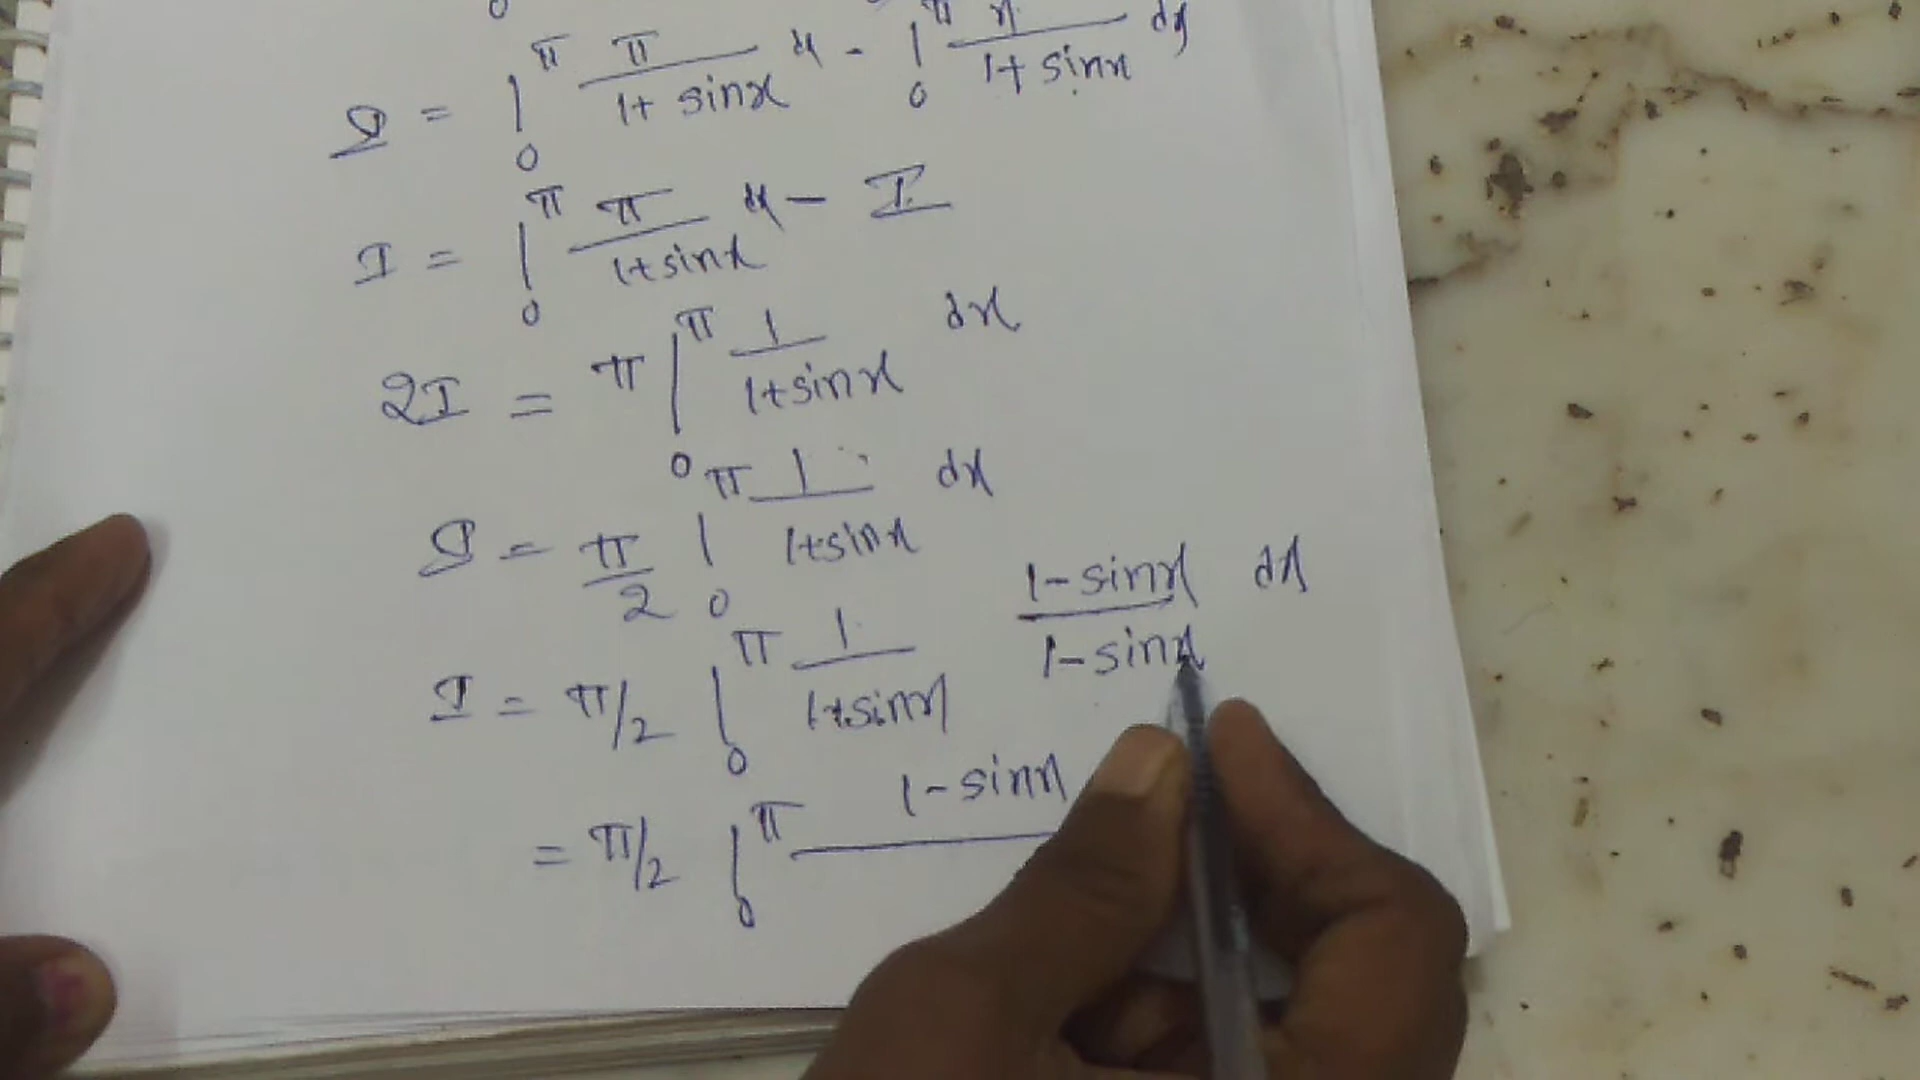 I = ∫₀^π π/(1+sinx) dx - ∫₀^π x/(1+sinx) dx
I = ∫₀^π π/(1+sinx) dx - I
2I = π ∫₀^π 1/(1+sinx) dx
I = π/2 ∫₀^π 1/(1+sinx) dx
I = π/2 ∫₀^π 1/(1+sinx) (1-sinx)/(1-sinx) dx
= π/2 ∫₀^π 1-sinx